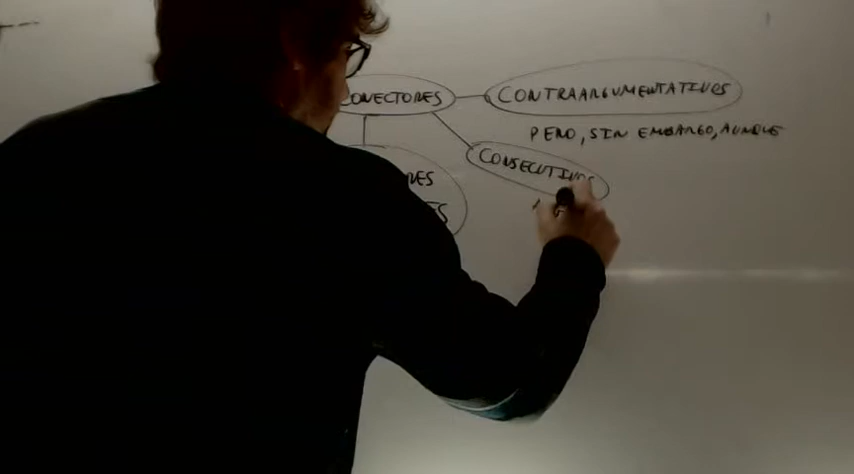 CONECTORES
CONTRAARGUMENTATIVOS
PERO, SIN EMBARGO, AUNQUE
CONSECUTIVOS